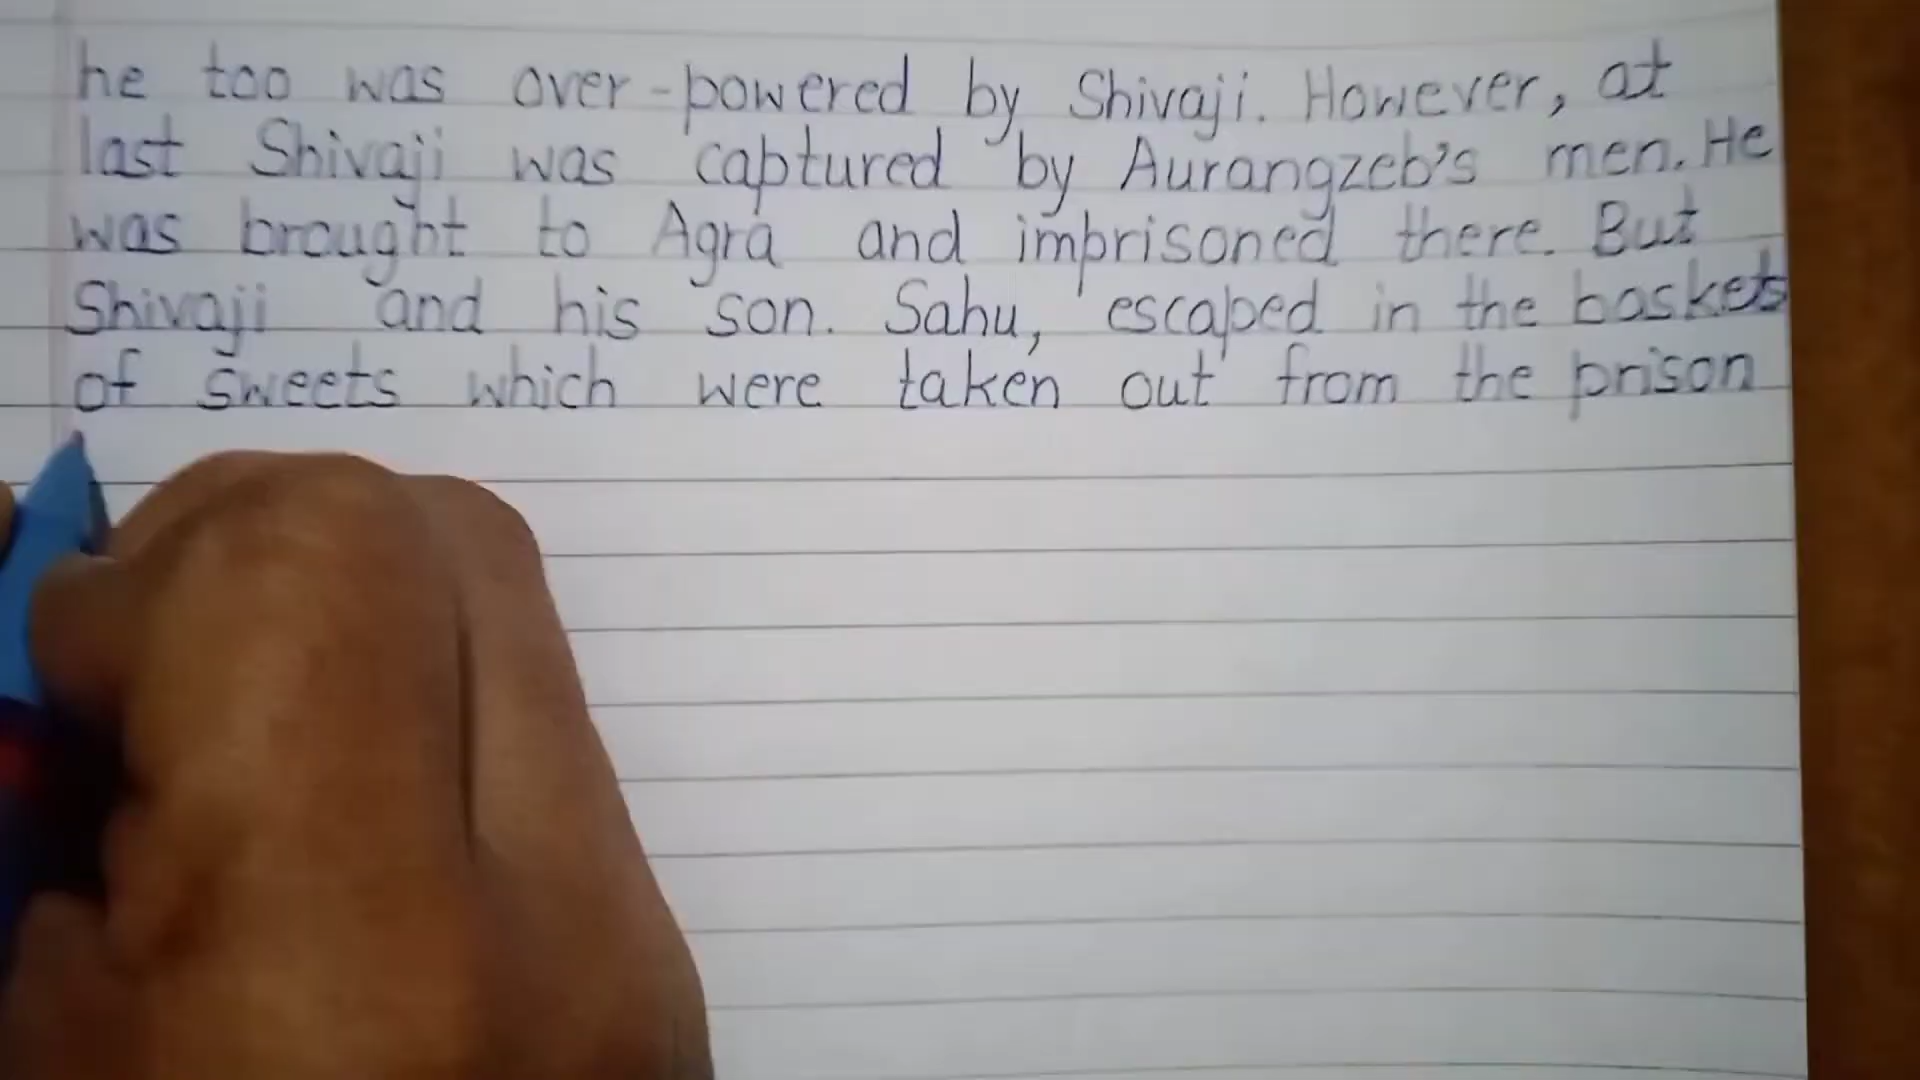 he too was over-powered by Shivaji. However, at
last Shivaji was captured by Aurangzeb's men. He
was brought to Agra and imprisoned there. But
Shivaji and his son. Sahu, escaped in the baskets
of sweets which were taken out from the prison